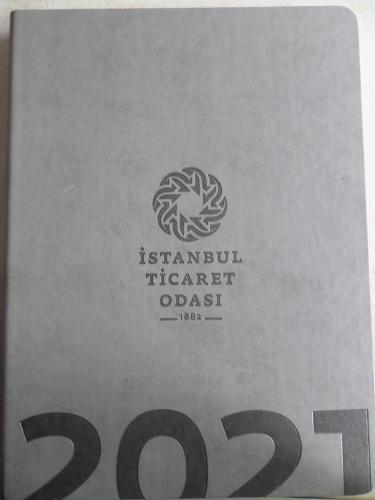 İSTANBUL
TİCARET
ODASI
1882
2021